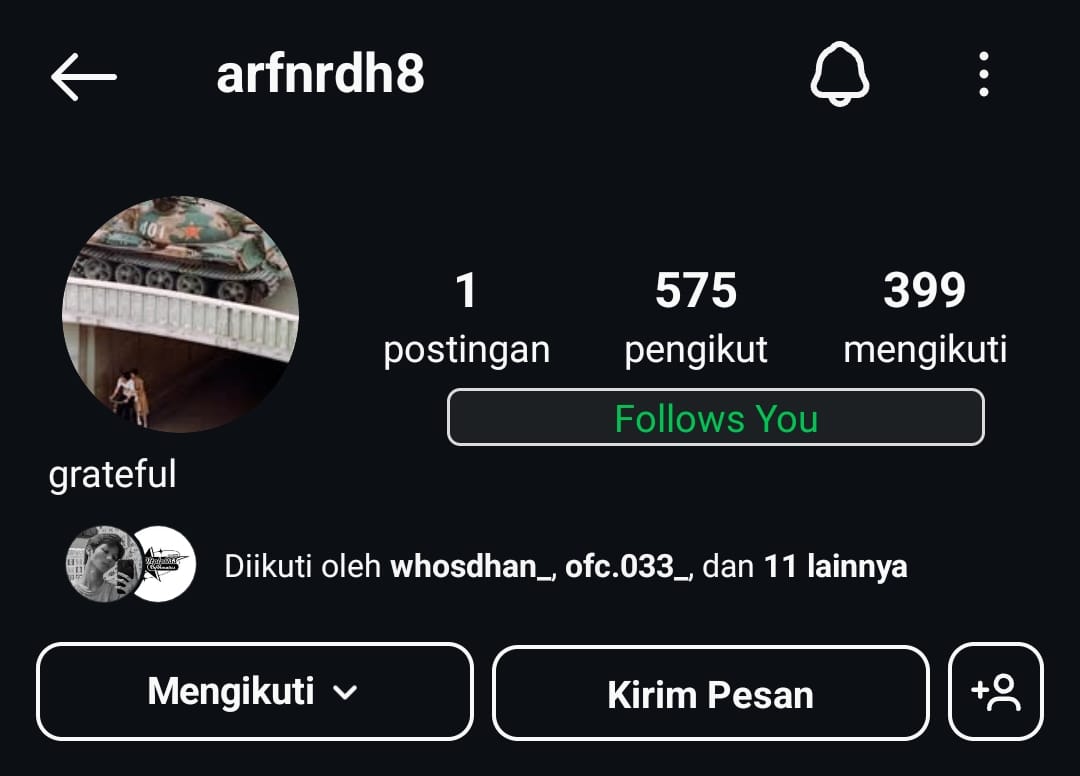 arfnrdh8
401
1
575
399
postingan
pengikut
mengikuti
Follows You
grateful
Diikuti oleh whosdhan_, ofc.033_, dan 11 lainnya
Mengikuti
Kirim Pesan